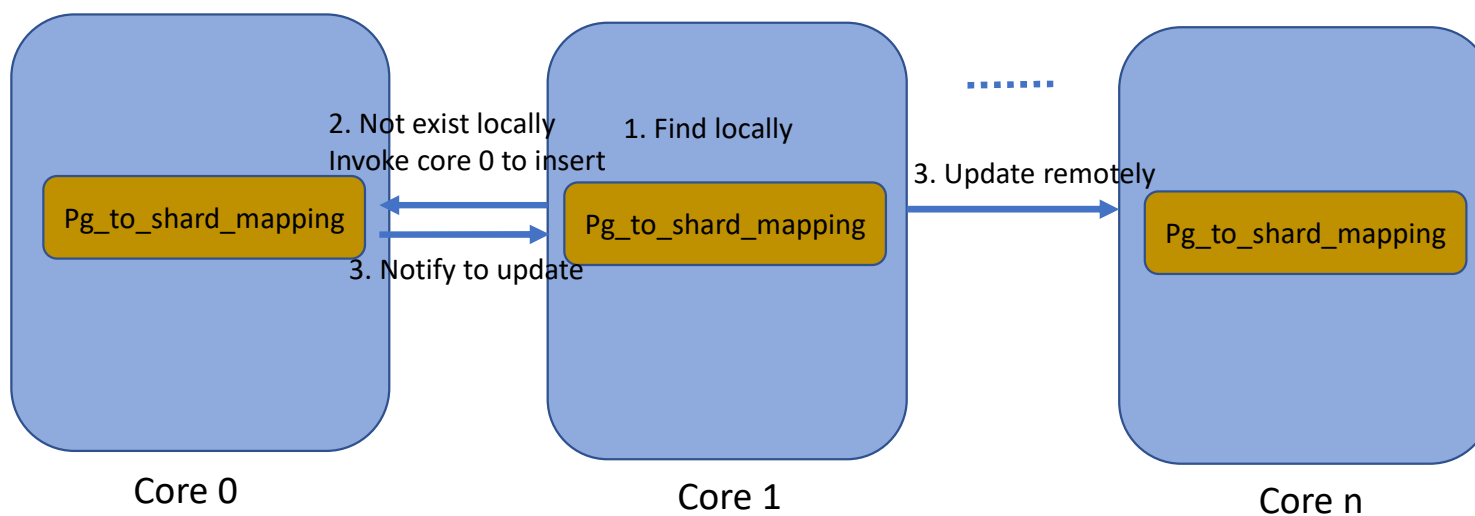 2. Not exist locally
Invoke core 0 to insert
1. Find locally
3. Update remotely
Pg_to_shard_mapping
Pg_to_shard_mapping
Pg_to_shard_mapping
3. Notify to update
Core 0
Core 1
Core n